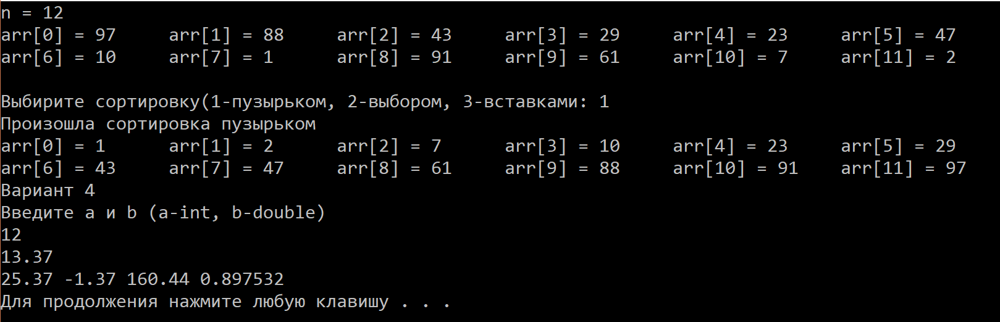 n = 12
arr[0] = 97 arr[1] = 88 arr[2] = 43 arr[3] = 29 arr[4] = 23 arr[5] = 47
arr[6] = 10 arr[7] = 1 arr[8] = 91 arr[9] = 61 arr[10] = 7 arr[11] = 2
Выбирите сортировку(1-пузырьком, 2-выбором, 3-вставками: 1
Произошла сортировка пузырьком
arr[0] = 1 arr[1] = 2 arr[2] = 7 arr[3] = 10 arr[4] = 23 arr[5] = 29
arr[6] = 43 arr[7] = 47 arr[8] = 61 arr[9] = 88 arr[10] = 91 arr[11] = 97
Вариант 4
Введите a и b (a-int, b-double)
12
13.37
25.37 -1.37 160.44 0.897532
Для продолжения нажмите любую клавишу . . .